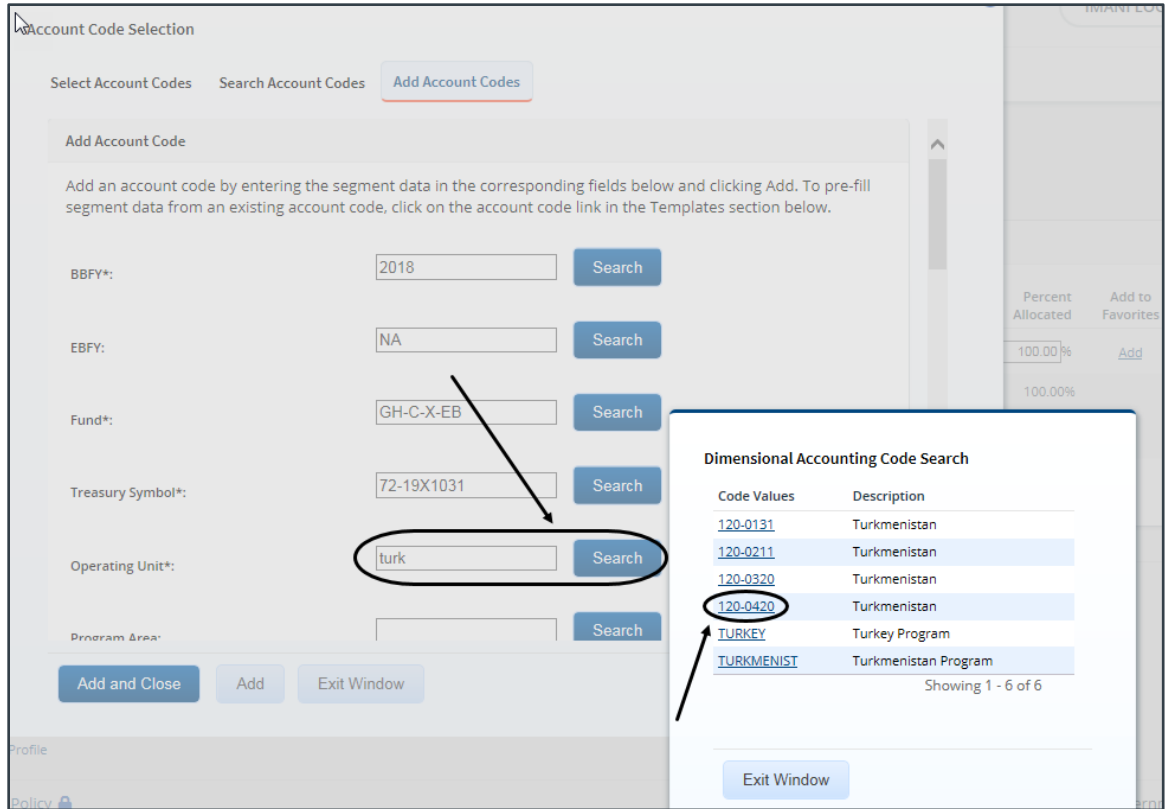 IMANI LOG
Account Code Selection
Select Account Codes Search Account Codes Add Account Codes
Add Account Code
Add an account code by entering the segment data in the corresponding fields below and clicking Add. To pre-fill
segment data from an existing account code, click on the account code link in the Templates section below.
BBFY*: 2018 Search
EBFY: NA Search
Fund*: GH-C-X-EB Search
Treasury Symbol*: 72-19X1031 Search
Operating Unit*: turk Search
Program Area: Search
Add and Close Add Exit Window
Percent Add to
Allocated Favorites
100.00 % Add
100.00%
Dimensional Accounting Code Search
Code Values Description
120-0131 Turkmenistan
120-0211 Turkmenistan
120-0320 Turkmenistan
120-0420 Turkmenistan
TURKEY Turkey Program
TURKMENIST Turkmenistan Program
Showing 1 - 6 of 6
Exit Window
Profile
Policy